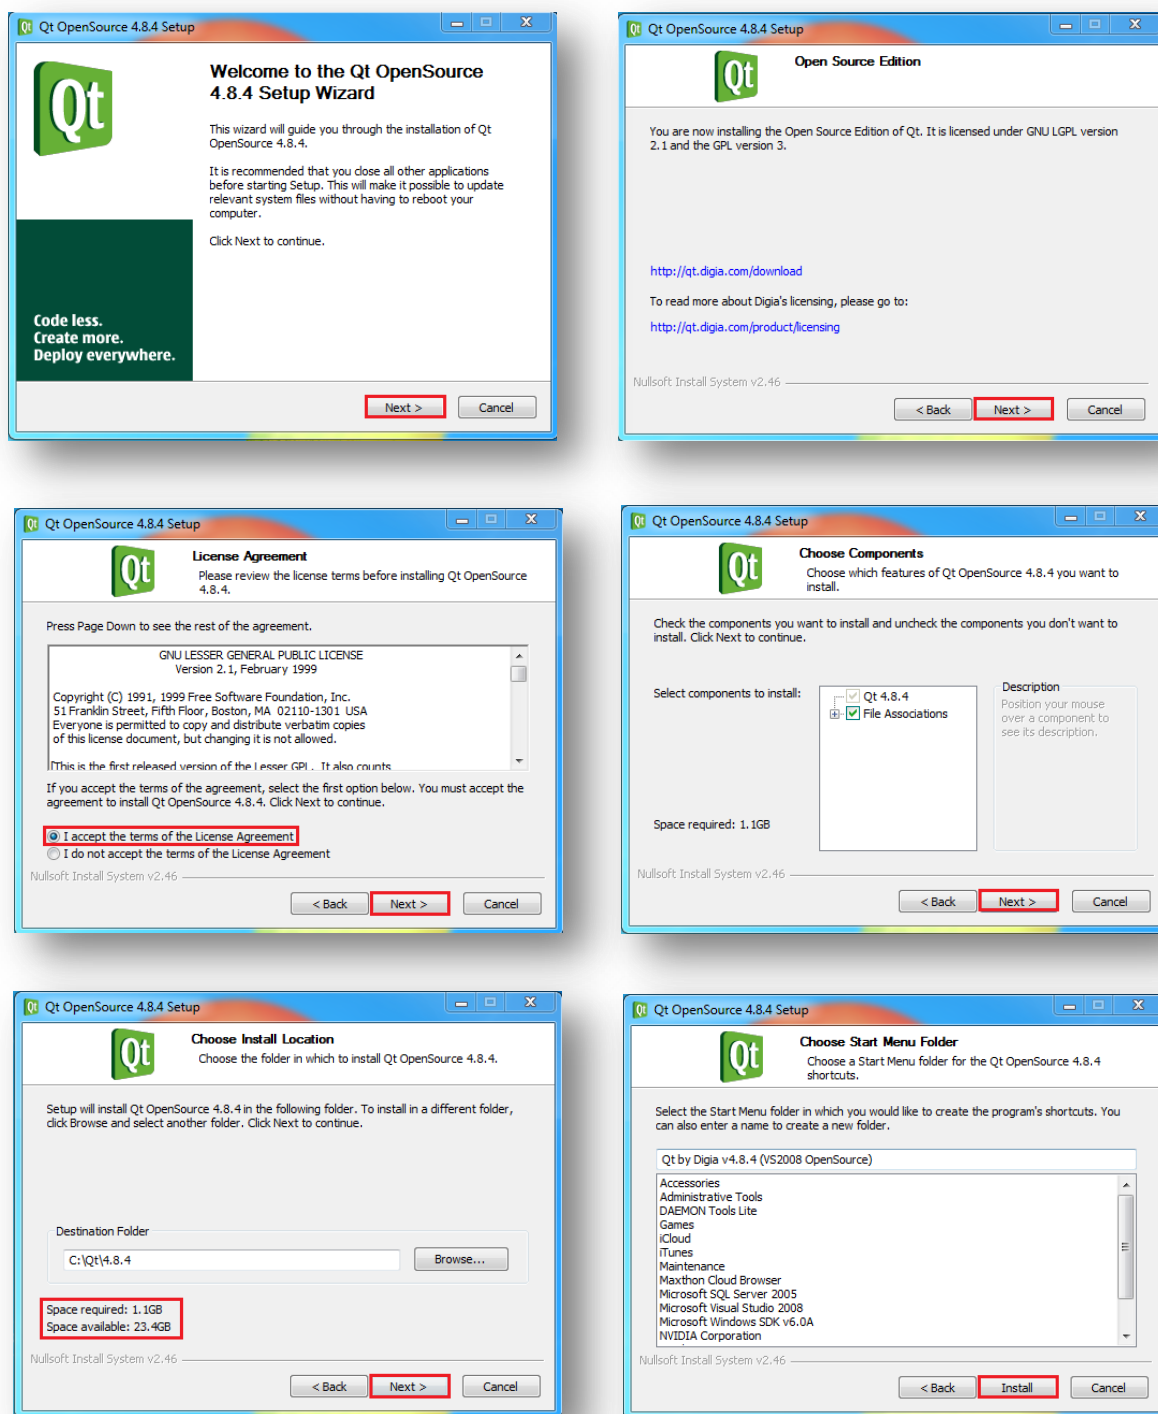 Qt OpenSource 4.8.4 Setup
Qt
Welcome to the Qt OpenSource
4.8.4 Setup Wizard
This wizard will guide you through the installation of Qt
OpenSource 4.8.4.
It is recommended that you close all other applications
before starting Setup. This will make it possible to update
relevant system files without having to reboot your
computer.
Click Next to continue.
Code less.
Create more.
Deploy everywhere.
Next >
Cancel
Qt OpenSource 4.8.4 Setup
Qt
Open Source Edition
You are now installing the Open Source Edition of Qt. It is licensed under GNU LGPL version
2.1 and the GPL version 3.
http://qt.digia.com/download
To read more about Digia's licensing, please go to:
http://qt.digia.com/product/licensing
Nullsoft Install System v2.46
< Back
Next >
Cancel
Qt OpenSource 4.8.4 Setup
Qt
License Agreement
Please review the license terms before installing Qt OpenSource
4.8.4.
Press Page Down to see the rest of the agreement.
GNU LESSER GENERAL PUBLIC LICENSE
Version 2.1, February 1999
Copyright (C) 1991, 1999 Free Software Foundation, Inc.
51 Franklin Street, Fifth Floor, Boston, MA 02110-1301 USA
Everyone is permitted to copy and distribute verbatim copies
of this license document, but changing it is not allowed.
[This is the first released version of the Lesser GPL. It also counts
If you accept the terms of the agreement, select the first option below. You must accept the
agreement to install Qt OpenSource 4.8.4. Click Next to continue.
I accept the terms of the License Agreement
I do not accept the terms of the License Agreement
Nullsoft Install System v2.46
< Back
Next >
Cancel
Qt OpenSource 4.8.4 Setup
Qt
Choose Components
Choose which features of Qt OpenSource 4.8.4 you want to
install.
Check the components you want to install and uncheck the components you don't want to
install. Click Next to continue.
Select components to install:
Qt 4.8.4
File Associations
Description
Position your mouse
over a component to
see its description.
Space required: 1.1GB
Nullsoft Install System v2.46
< Back
Next >
Cancel
Qt OpenSource 4.8.4 Setup
Qt
Choose Install Location
Choose the folder in which to install Qt OpenSource 4.8.4.
Setup will install Qt OpenSource 4.8.4 in the following folder. To install in a different folder,
click Browse and select another folder. Click Next to continue.
Destination Folder
C:\Qt\4.8.4
Browse...
Space required: 1.1GB
Space available: 23.4GB
Nullsoft Install System v2.46
< Back
Next >
Cancel
Qt OpenSource 4.8.4 Setup
Qt
Choose Start Menu Folder
Choose a Start Menu folder for the Qt OpenSource 4.8.4
shortcuts.
Select the Start Menu folder in which you would like to create the program's shortcuts. You
can also enter a name to create a new folder.
Qt by Digia v4.8.4 (VS2008 OpenSource)
Accessories
Administrative Tools
DAEMON Tools Lite
Games
iCloud
iTunes
Maintenance
Maxthon Cloud Browser
Microsoft SQL Server 2005
Microsoft Visual Studio 2008
Microsoft Windows SDK v6.0A
NVIDIA Corporation
Nullsoft Install System v2.46
< Back
Install
Cancel